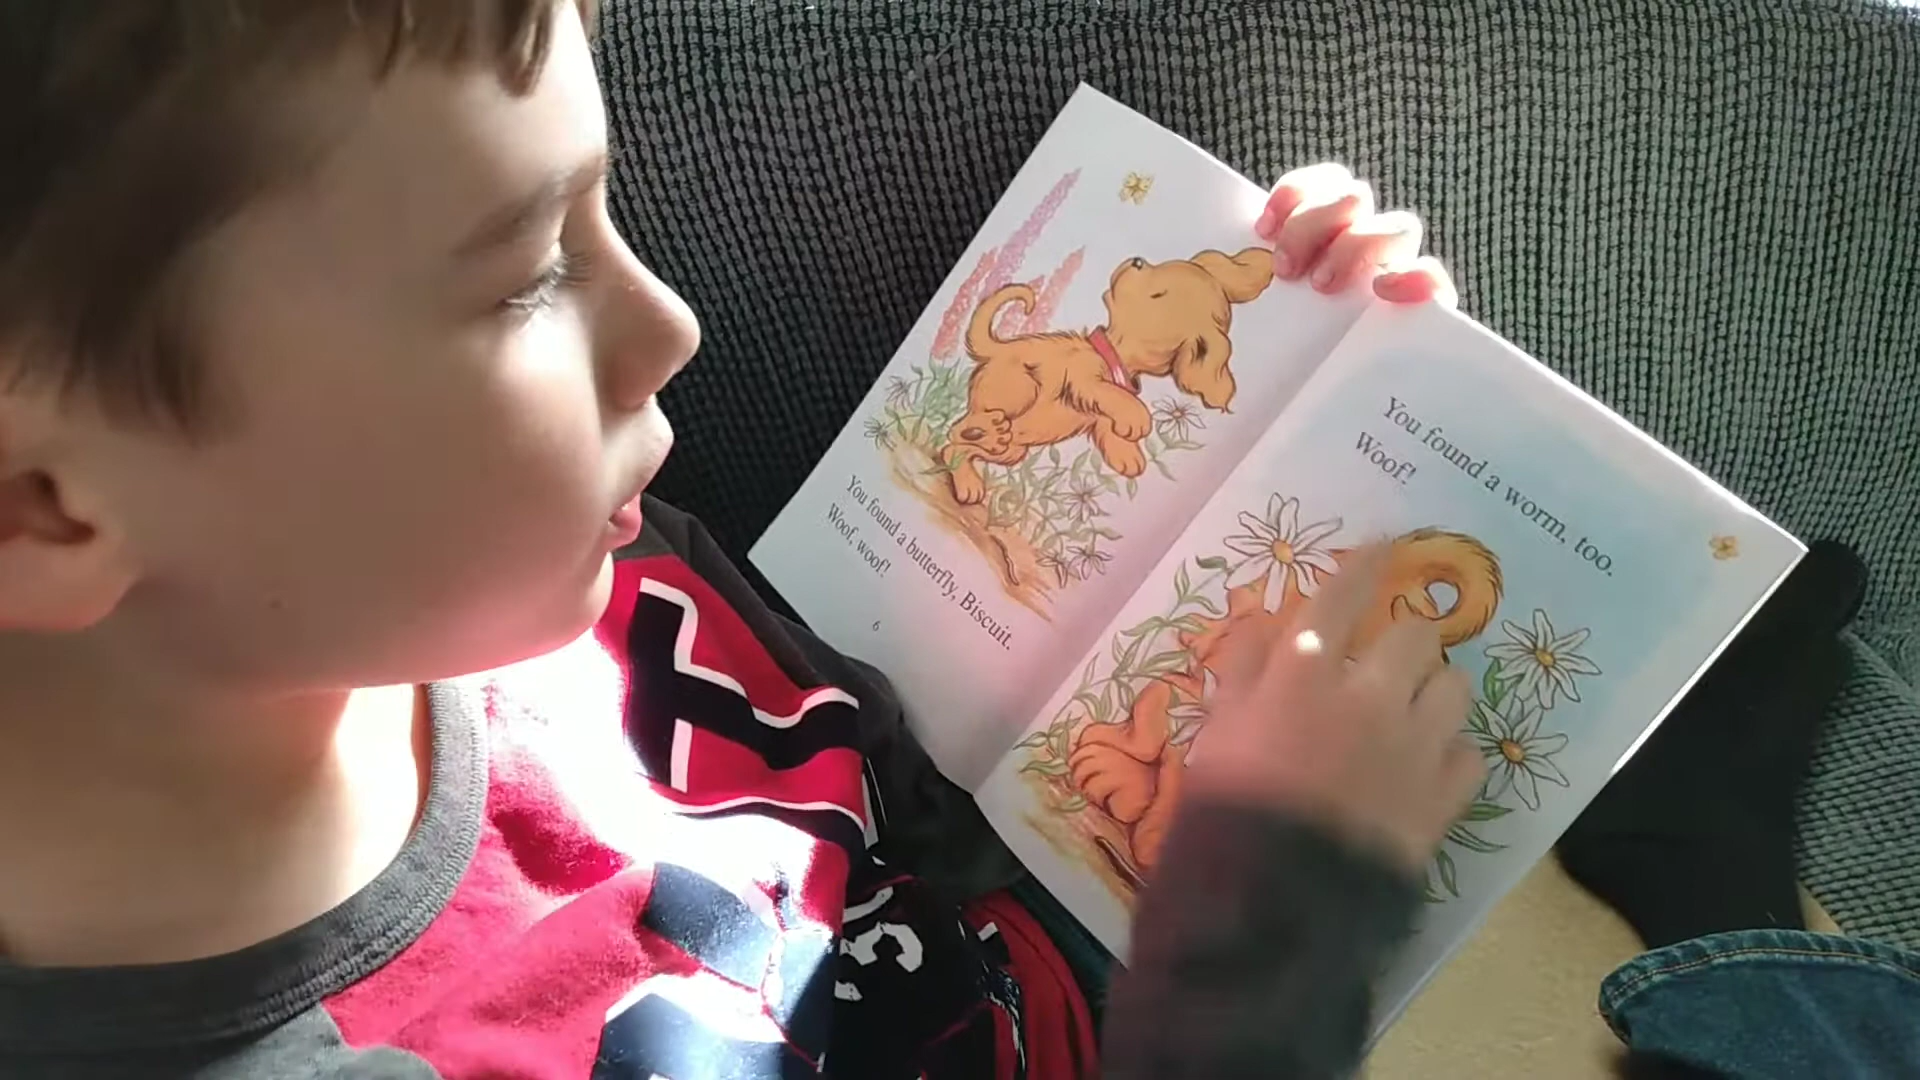 You found a butterfly, Biscuit.
Woof, woof!
6
You found a worm, too.
Woof!